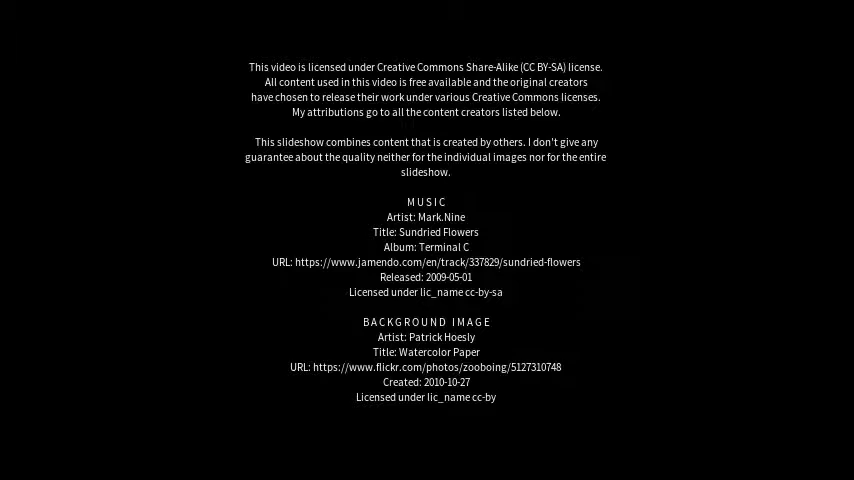 This video is licensed under Creative Commons Share-Alike (CC BY-SA) license.
All content used in this video is free available and the original creators
have chosen to release their work under various Creative Commons licenses.
My attributions go to all the content creators listed below.
This slideshow combines content that is created by others. I don't give any
guarantee about the quality neither for the individual images nor for the entire
slideshow.
MUSIC
Artist: Mark.Nine
Title: Sundried Flowers
Album: Terminal C
URL: https://www.jamendo.com/en/track/337829/sundried-flowers
Released: 2009-05-01
Licensed under lic_name cc-by-sa
BACKGROUND IMAGE
Artist: Patrick Hoesly
Title: Watercolor Paper
URL: https://www.flickr.com/photos/zooboing/5127310748
Created: 2010-10-27
Licensed under lic_name cc-by